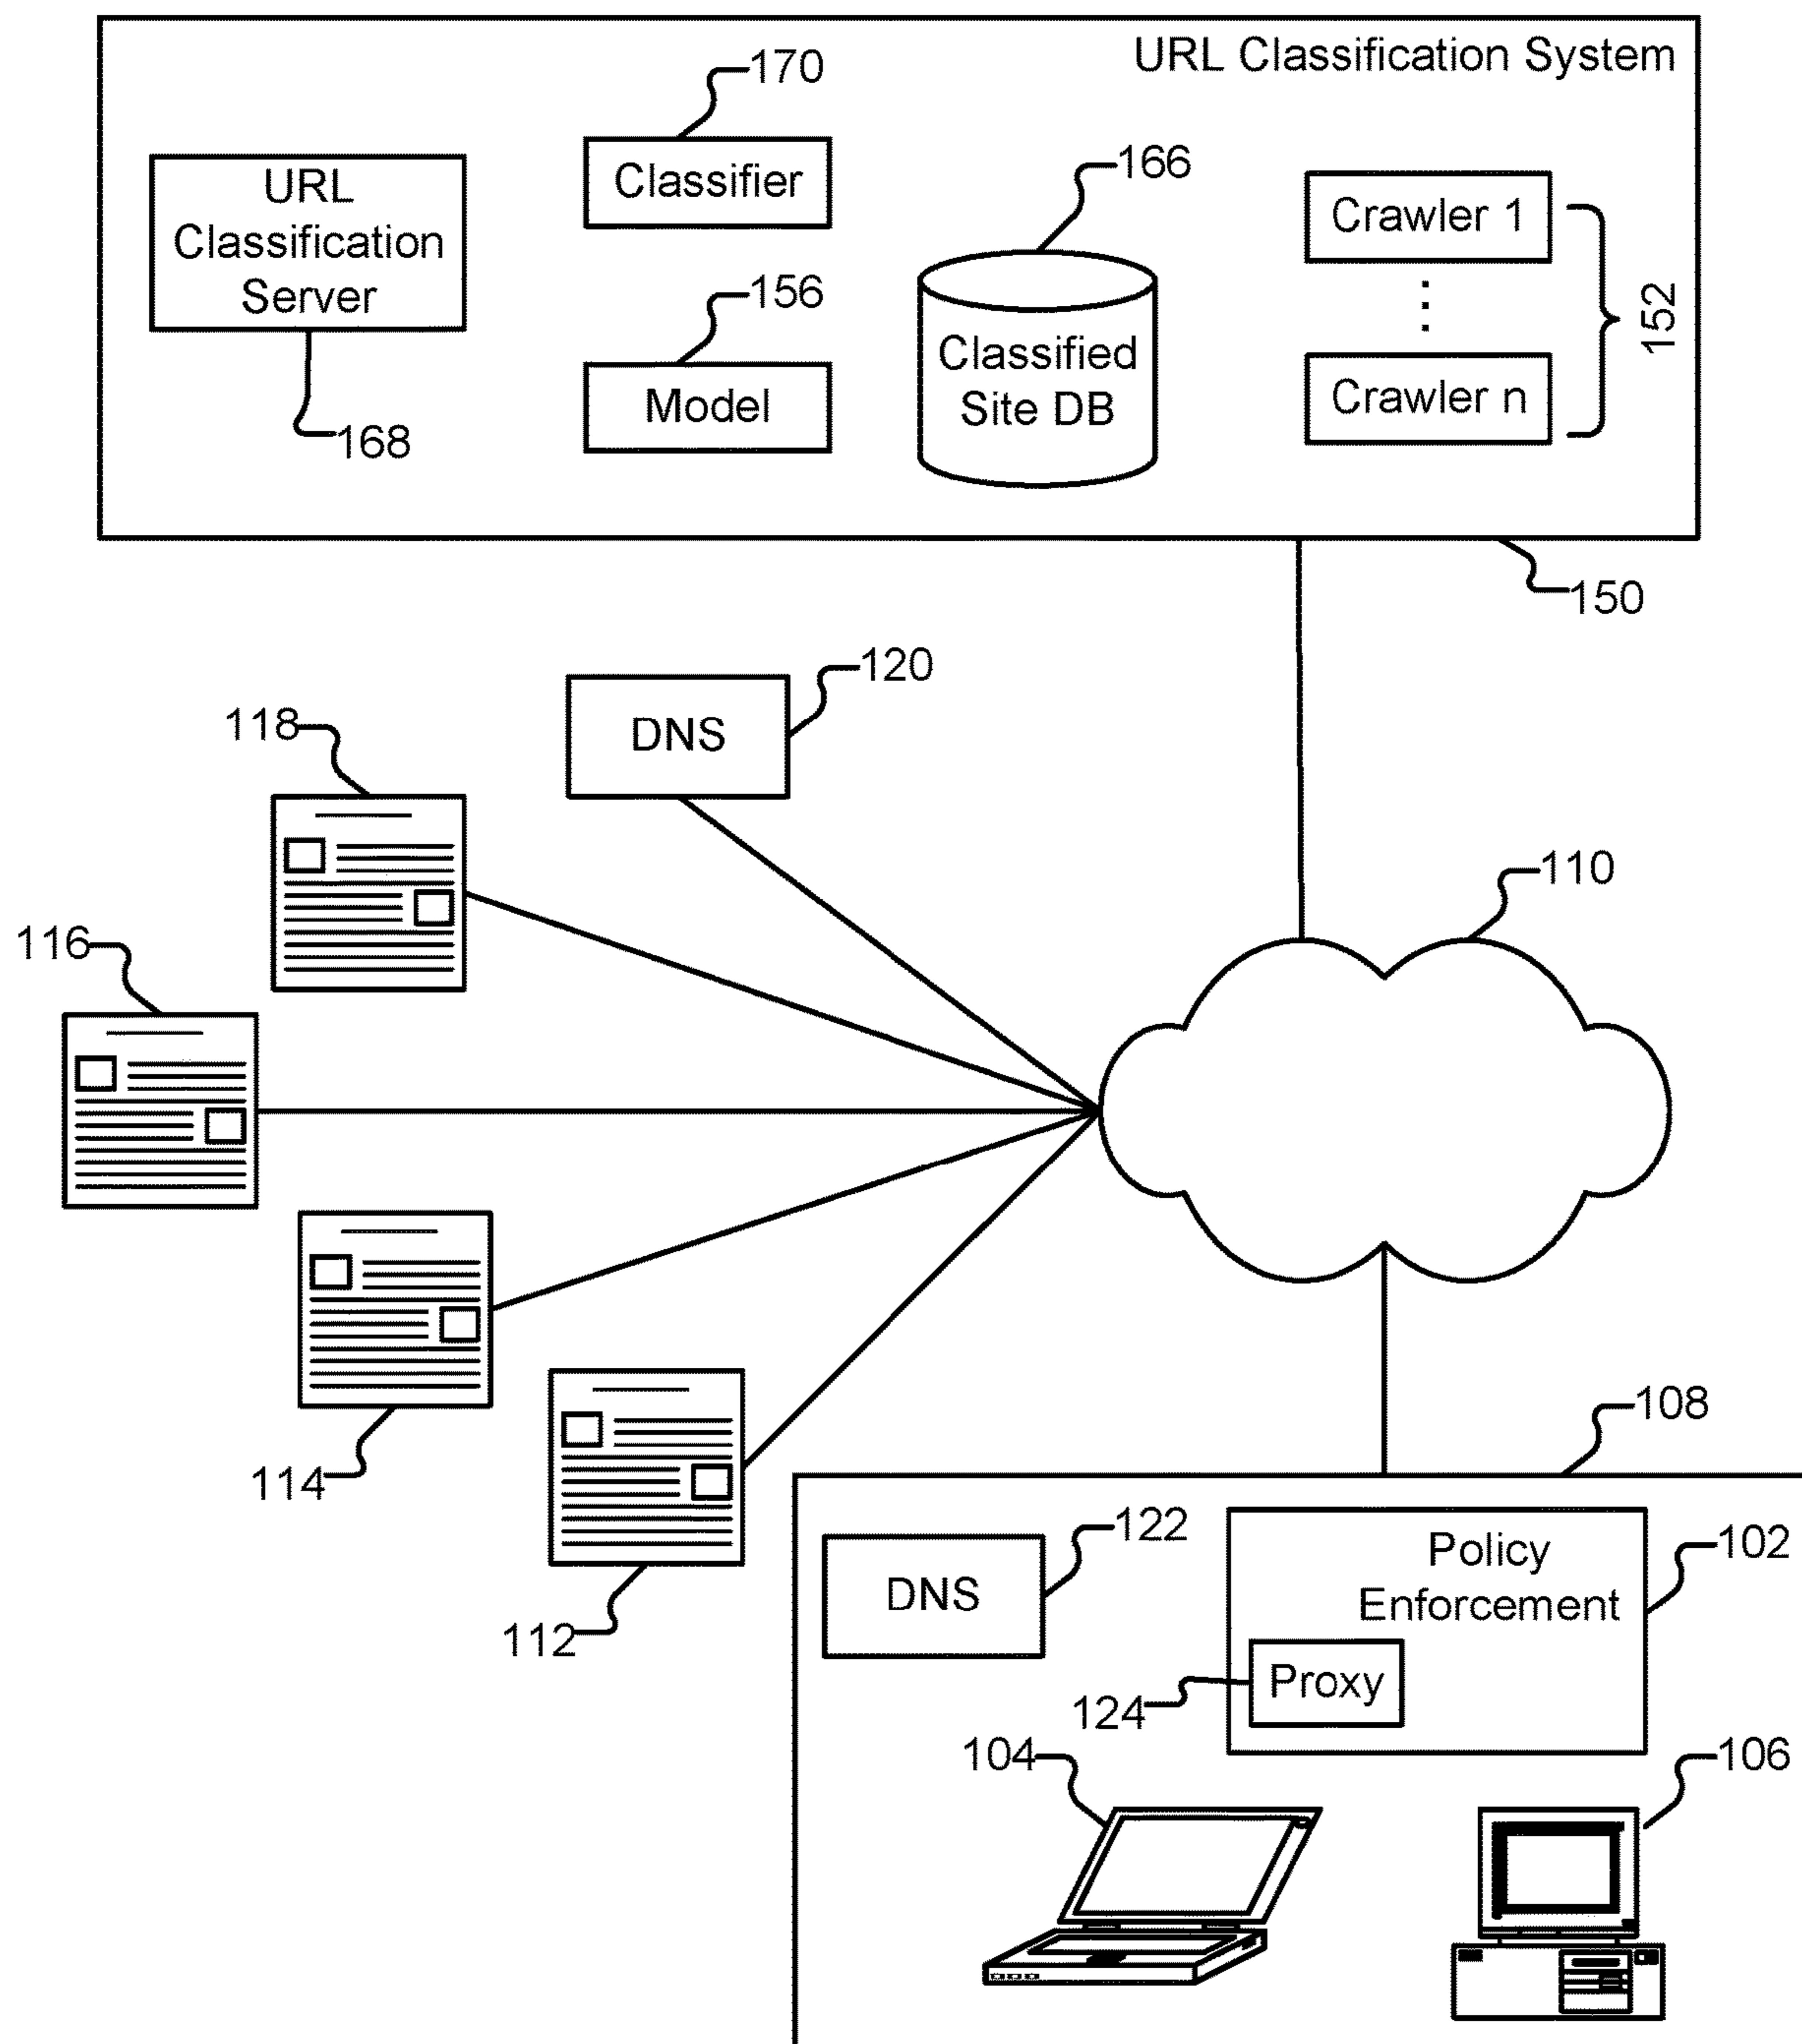 URL Classification System
170
URL
Classification
Server
168
Classifier
156
Model
166
Classified
Site DB
Crawler 1
⋮
Crawler n
152
150
120
DNS
118
116
110
114
112
108
122
DNS
102
Policy
Enforcement
124
Proxy
104
106